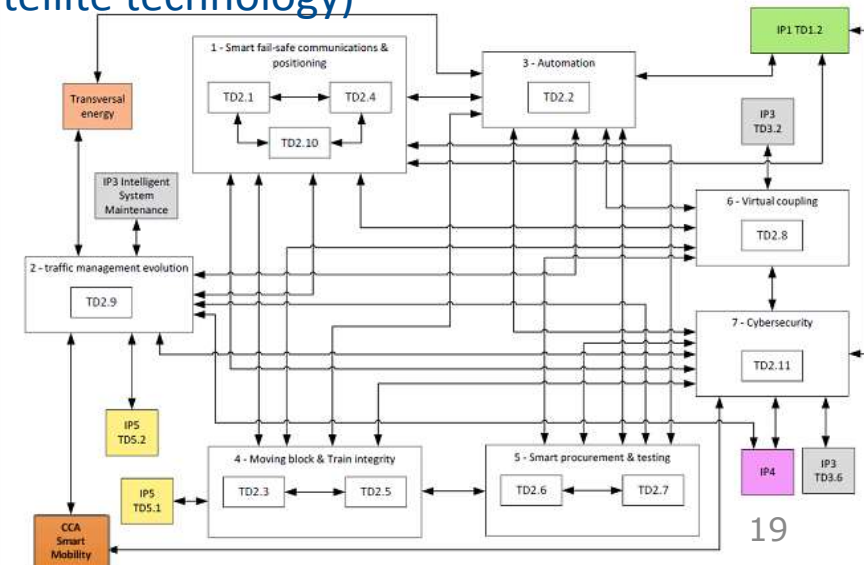 ellite technology)
1 - Smart fail-safe communications &
positioning
TD2.1
TD2.4
TD2.10
3 - Automation
TD2.2
IP1 TD1.2
Transversal
energy
IP3
TD3.2
IP3 Intelligent
System
Maintenance
6 - Virtual coupling
TD2.8
2 - traffic management evolution
TD2.9
7 - Cybersecurity
TD2.11
IP5
TD5.2
4 - Moving block & Train integrity
TD2.3
TD2.5
5 - Smart procurement & testing
TD2.6
TD2.7
IP4
IP3
TD3.6
IP5
TD5.1
CCA
Smart
Mobility
19